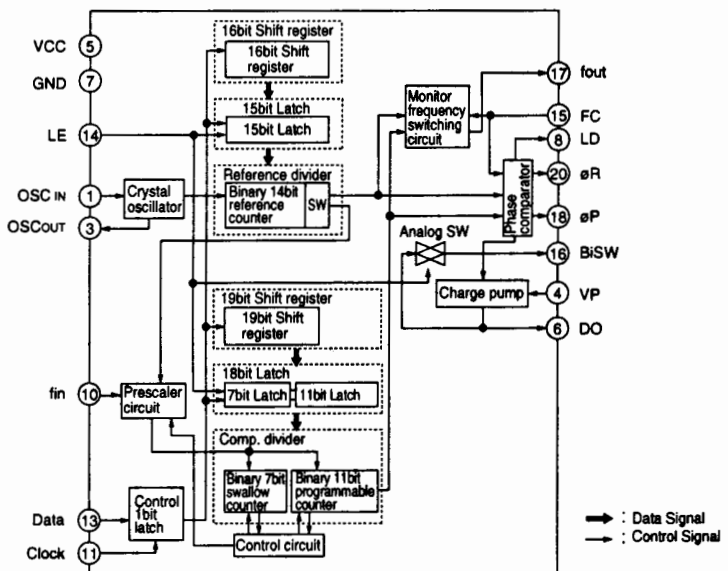 VCC
5
GND
7
LE
14
OSC IN
1
OSCOUT
3
Crystal
oscillator
16bit Shift register
16bit Shift
register
15bit Latch
15bit Latch
Reference divider
Binary 14bit
reference
counter
SW
Monitor
frequency
switching
circuit
17
fout
15
FC
8
LD
20
øR
18
øP
Phase
comparator
Analog SW
16
BiSW
Charge pump
4
VP
6
DO
19bit Shift register
19bit Shift
register
18bit Latch
7bit Latch
11bit Latch
fin
10
Prescaler
circuit
Comp. divider
Binary 7bit
swallow
counter
Binary 11bit
programmable
counter
Control circuit
Data
13
Clock
11
Control
1bit
latch
: Data Signal
: Control Signal